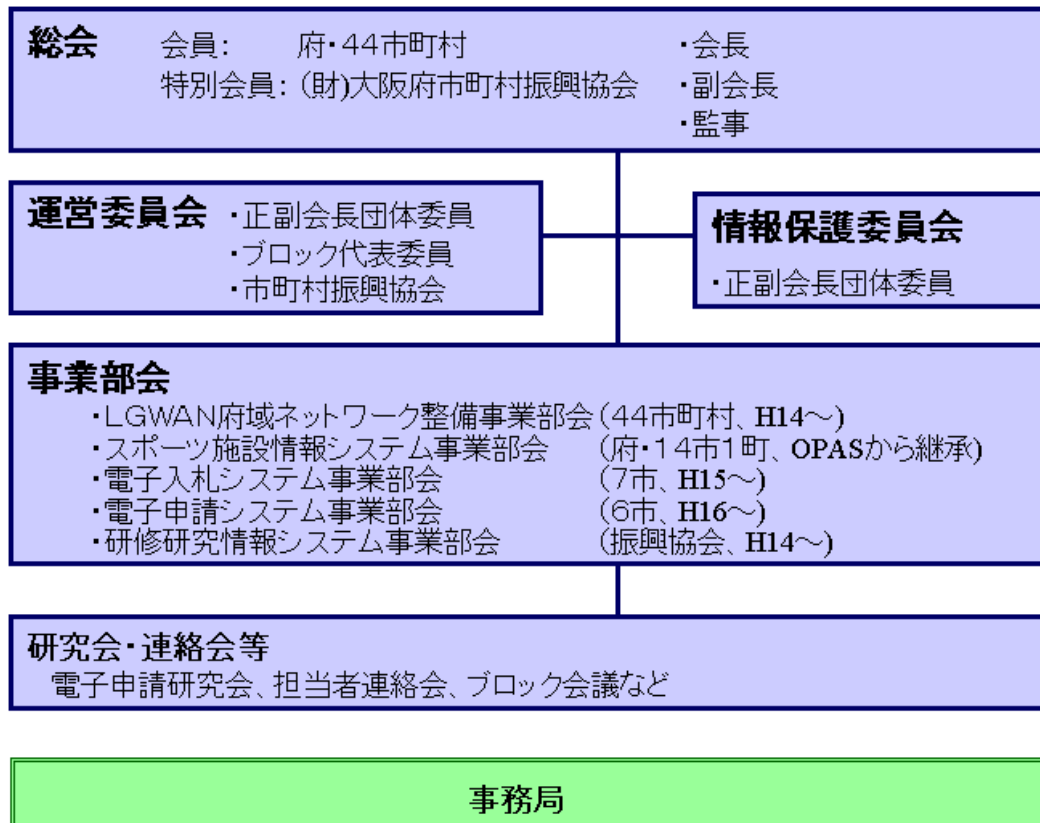 総会 会員: 府・44市町村 ・会長
特別会員: (財)大阪府市町村振興協会 ・副会長
・監事
運営委員会 ・正副会長団体委員
・ブロック代表委員
・市町村振興協会
情報保護委員会
・正副会長団体委員
事業部会
・LGWAN府域ネットワーク整備事業部会(44市町村、H14～)
・スポーツ施設情報システム事業部会 (府・14市1町、OPASから継承)
・電子入札システム事業部会 (7市、H15～)
・電子申請システム事業部会 (6市、H16～)
・研修研究情報システム事業部会 (振興協会、H14～)
研究会・連絡会等
電子申請研究会、担当者連絡会、ブロック会議など
事務局